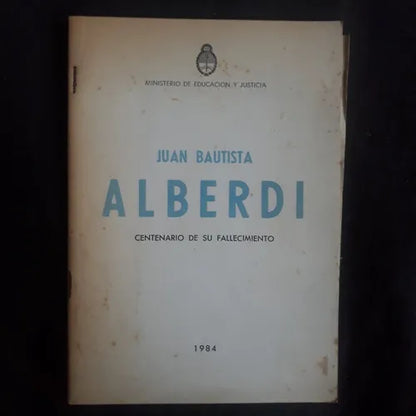 MINISTERIO DE EDUCACION Y JUSTICIA
JUAN BAUTISTA
ALBERDI
CENTENARIO DE SU FALLECIMIENTO
1984